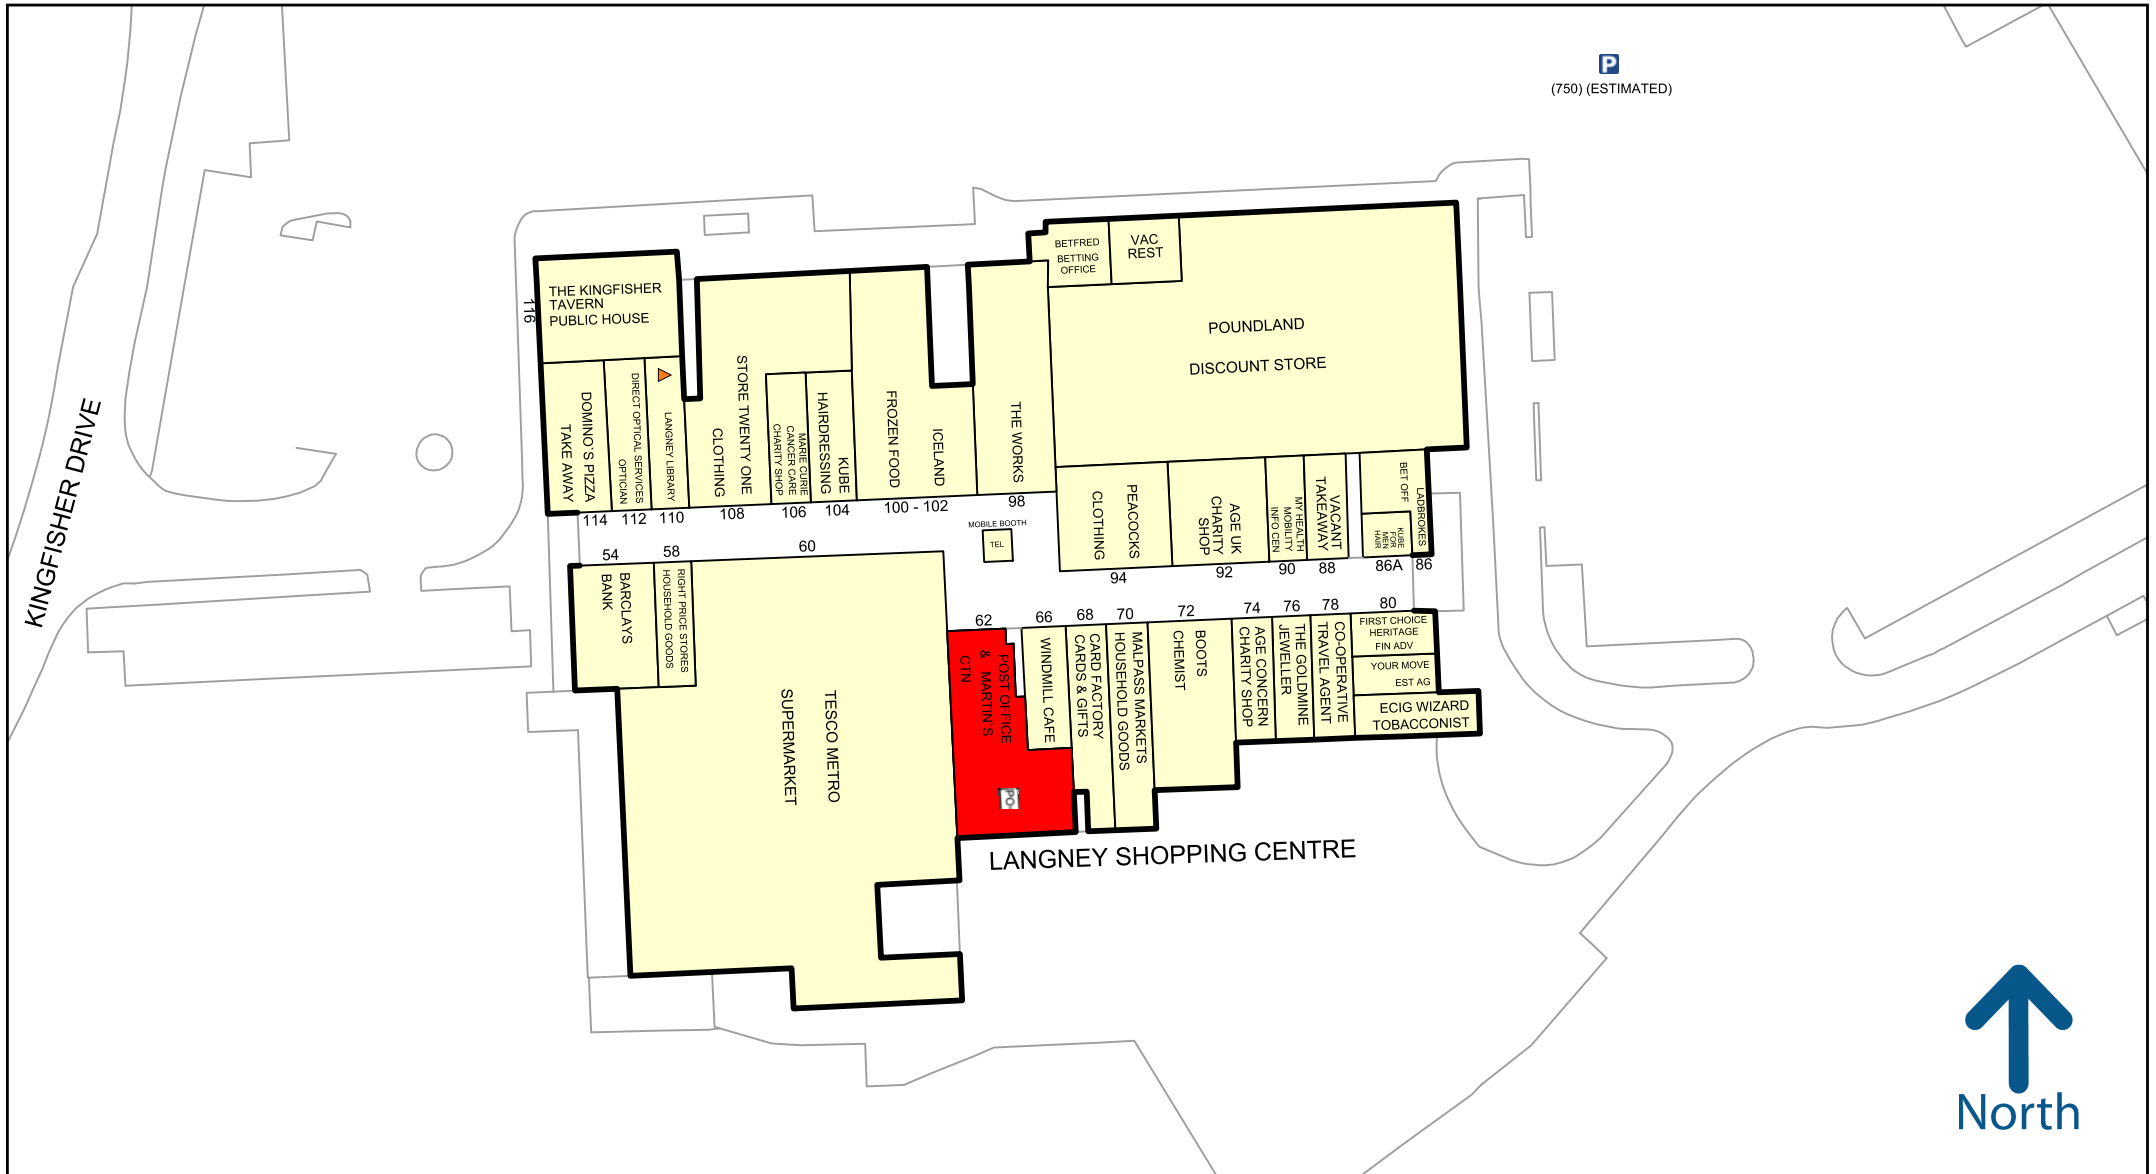 P
(750) (ESTIMATED)
KINGFISHER DRIVE
116
THE KINGFISHER
TAVERN
PUBLIC HOUSE
DOMINO'S PIZZA
TAKE AWAY
DIRECT OPTICAL SERVICES
OPTICIAN
LANGNEY LIBRARY
STORE TWENTY ONE
CLOTHING
MARIE CURIE
CANCER CARE
CHARITY SHOP
KUBE
HAIRDRESSING
ICELAND
FROZEN FOOD
THE WORKS
BETFRED
BETTING
OFFICE
VAC
REST
POUNDLAND
DISCOUNT STORE
PEACOCKS
CLOTHING
AGE UK
CHARITY
SHOP
MY HEALTH
MOBILITY
INFO CEN
VACANT
TAKEAWAY
LADBROKES
BET OFF
KUBE
FOR
MEN
HAIR
114
112
110
108
106
104
100 - 102
98
MOBILE BOOTH
TEL
94
92
90
88
86A
86
54
58
60
62
66
68
70
72
74
76
78
80
BARCLAYS
BANK
RIGHT PRICE STORES
HOUSEHOLD GOODS
TESCO METRO
SUPERMARKET
POST OFFICE
& MARTIN'S
CTN
PO
WINDMILL CAFE
CARD FACTORY
CARDS & GIFTS
MALPASS MARKETS
HOUSEHOLD GOODS
BOOTS
CHEMIST
AGE CONCERN
CHARITY SHOP
THE GOLDMINE
JEWELLER
CO-OPERATIVE
TRAVEL AGENT
FIRST CHOICE
HERITAGE
FIN ADV
YOUR MOVE
EST AG
ECIG WIZARD
TOBACCONIST
LANGNEY SHOPPING CENTRE
North